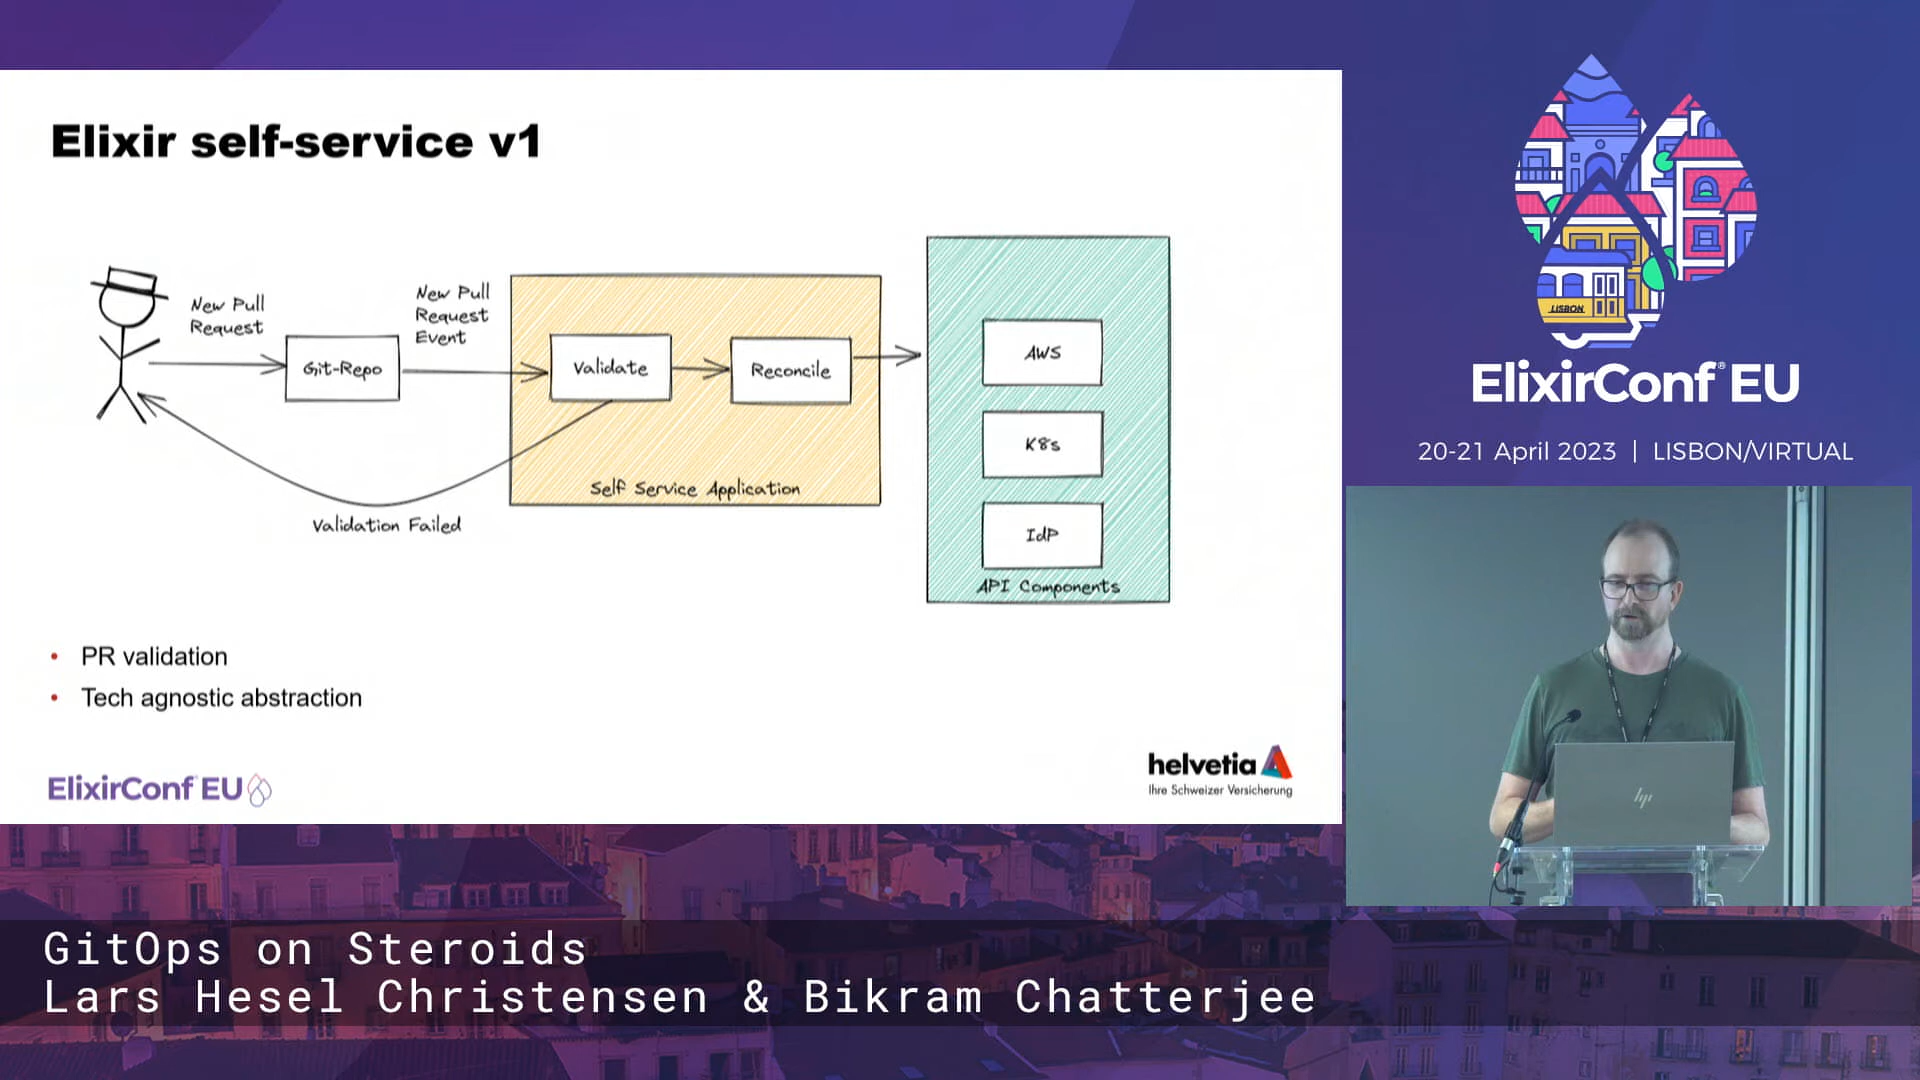 Elixir self-service v1
New Pull
Request
Git-Repo
New Pull
Request
Event
Validate
Reconcile
Self Service Application
Validation Failed
AWS
K8s
IdP
API Components
• PR validation
• Tech agnostic abstraction
ElixirConf EU
helvetia
Ihre Schweizer Versicherung
LISBON
ElixirConf® EU
20-21 April 2023 | LISBON/VIRTUAL
hp
GitOps on Steroids
Lars Hesel Christensen & Bikram Chatterjee